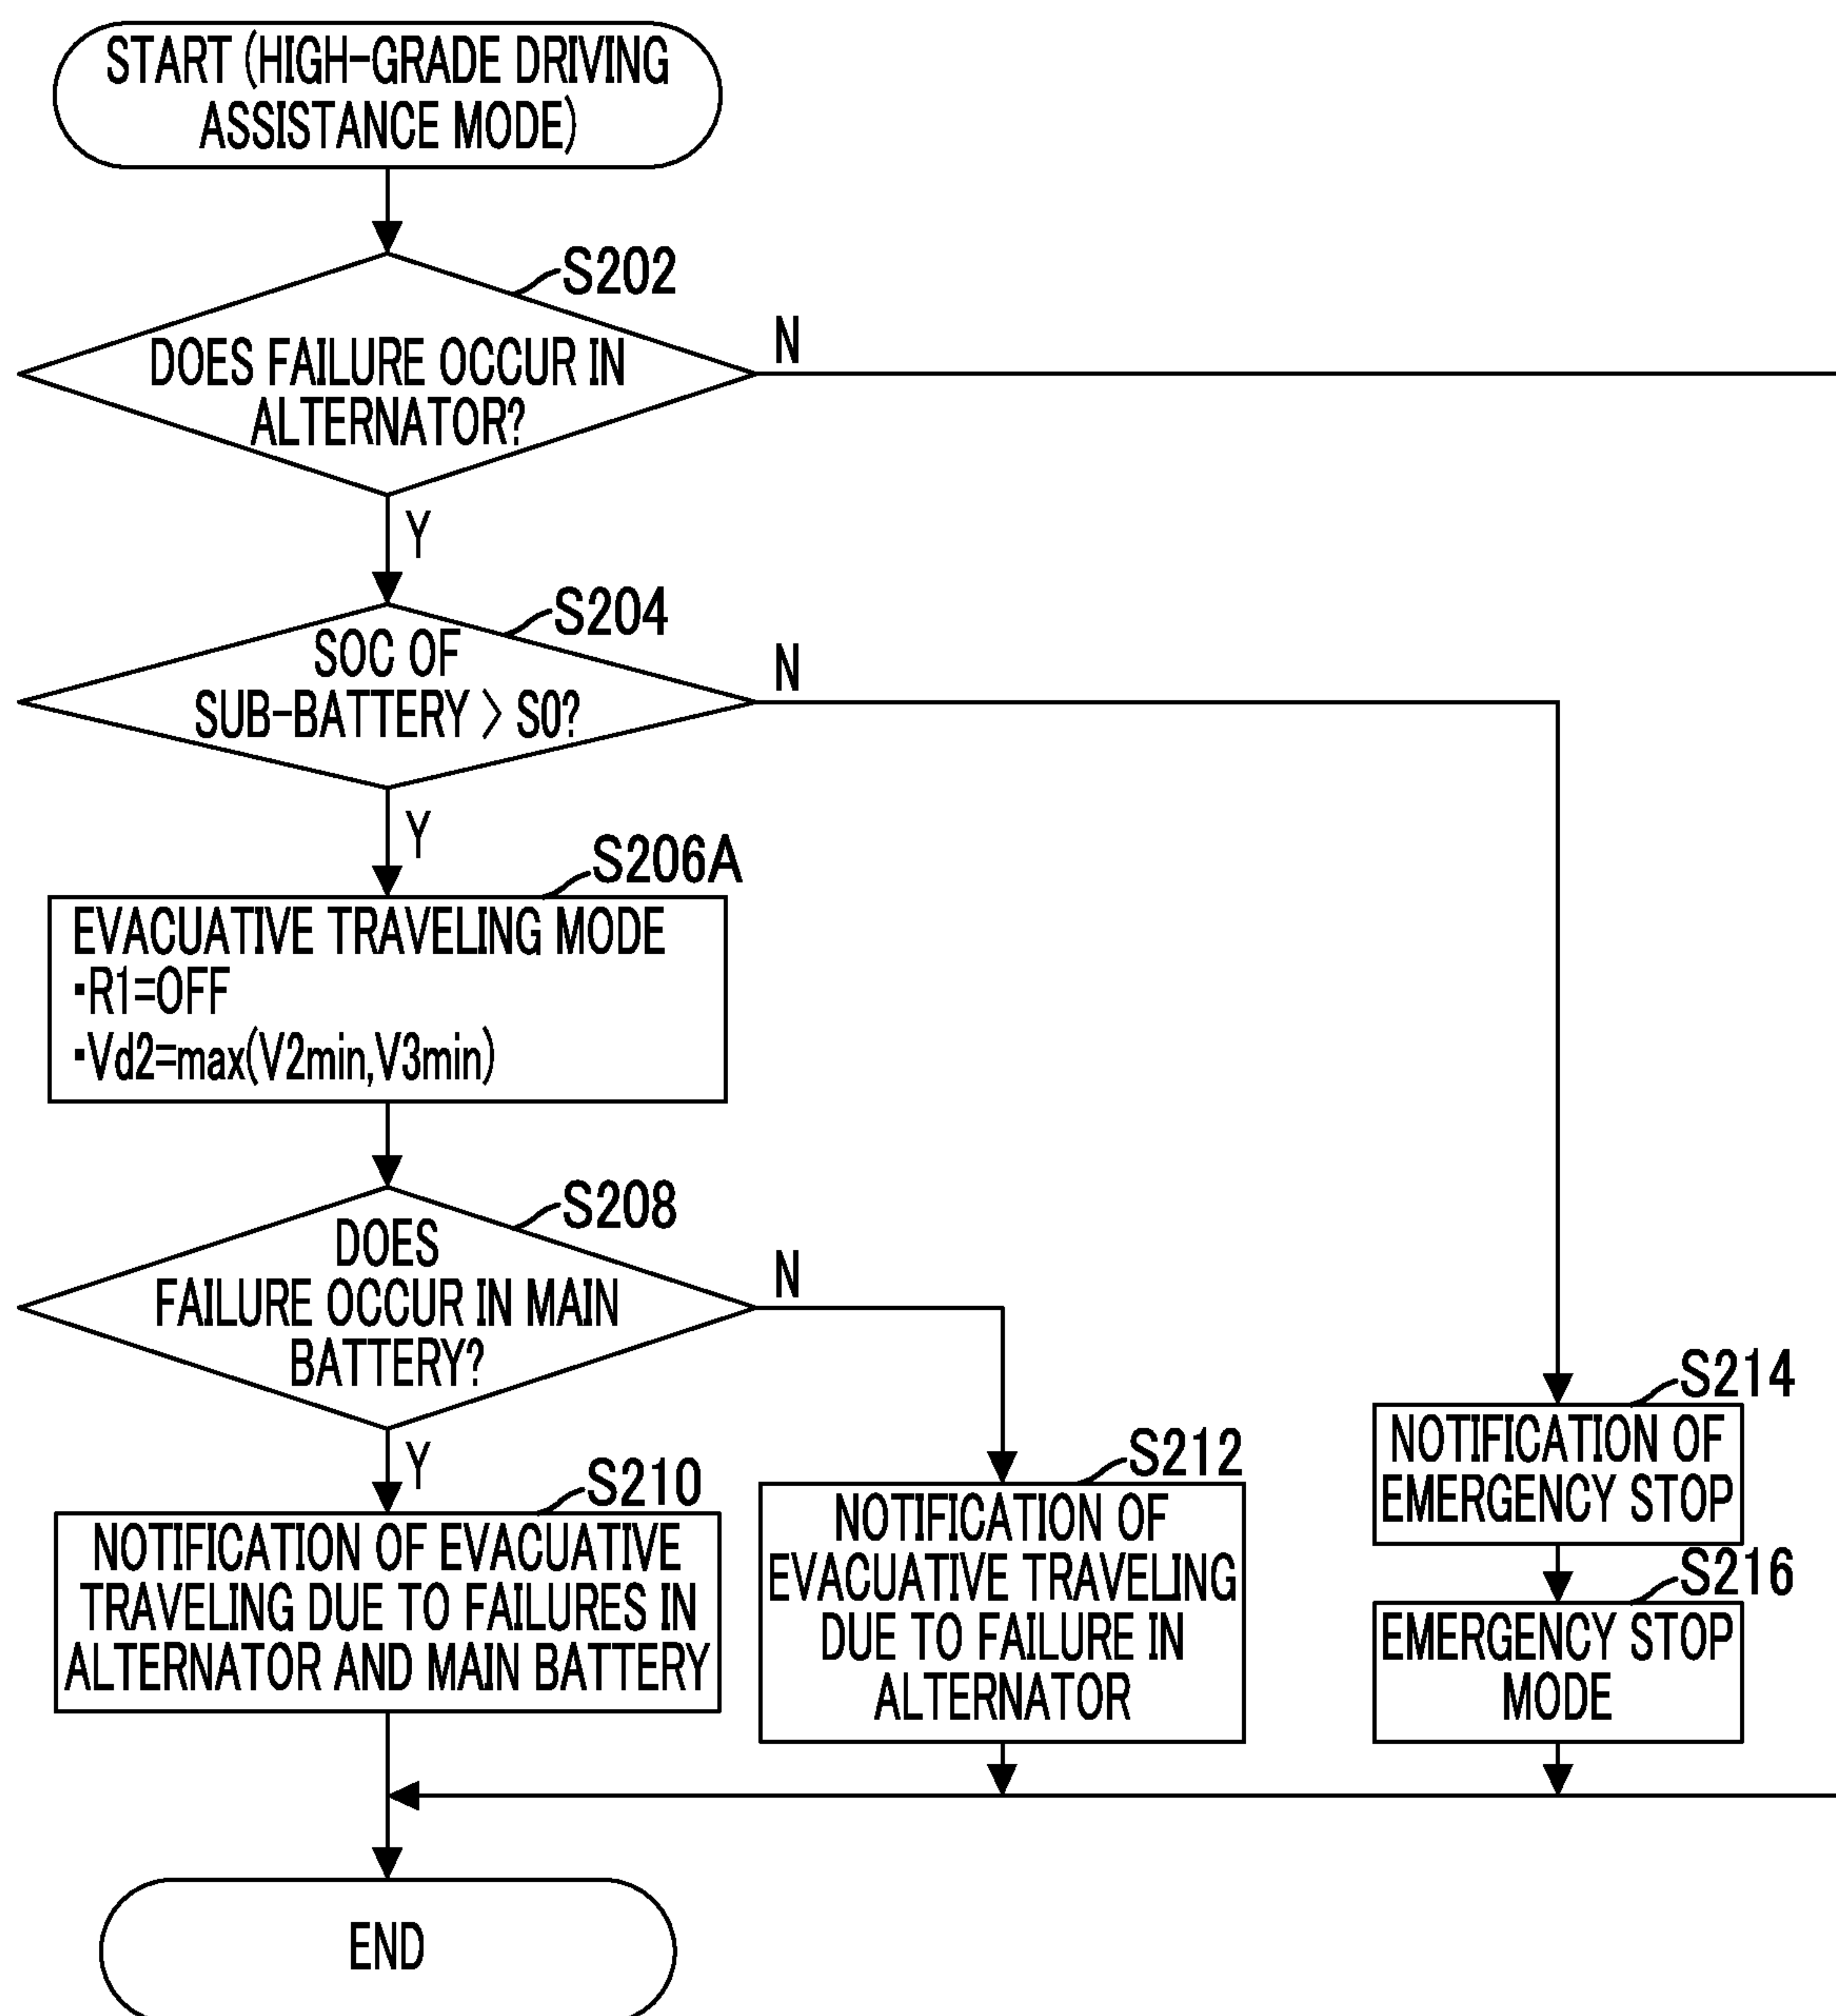 START (HIGH-GRADE DRIVING
ASSISTANCE MODE)
S202
DOES FAILURE OCCUR IN
ALTERNATOR?
N
Y
S204
SOC OF
SUB-BATTERY > S0?
N
Y
S206A
EVACUATIVE TRAVELING MODE
▪R1=OFF
▪Vd2=max(V2min,V3min)
S208
DOES
FAILURE OCCUR IN MAIN
BATTERY?
N
Y
S210
NOTIFICATION OF EVACUATIVE
TRAVELING DUE TO FAILURES IN
ALTERNATOR AND MAIN BATTERY
S212
NOTIFICATION OF
EVACUATIVE TRAVELING
DUE TO FAILURE IN
ALTERNATOR
S214
NOTIFICATION OF
EMERGENCY STOP
S216
EMERGENCY STOP
MODE
END